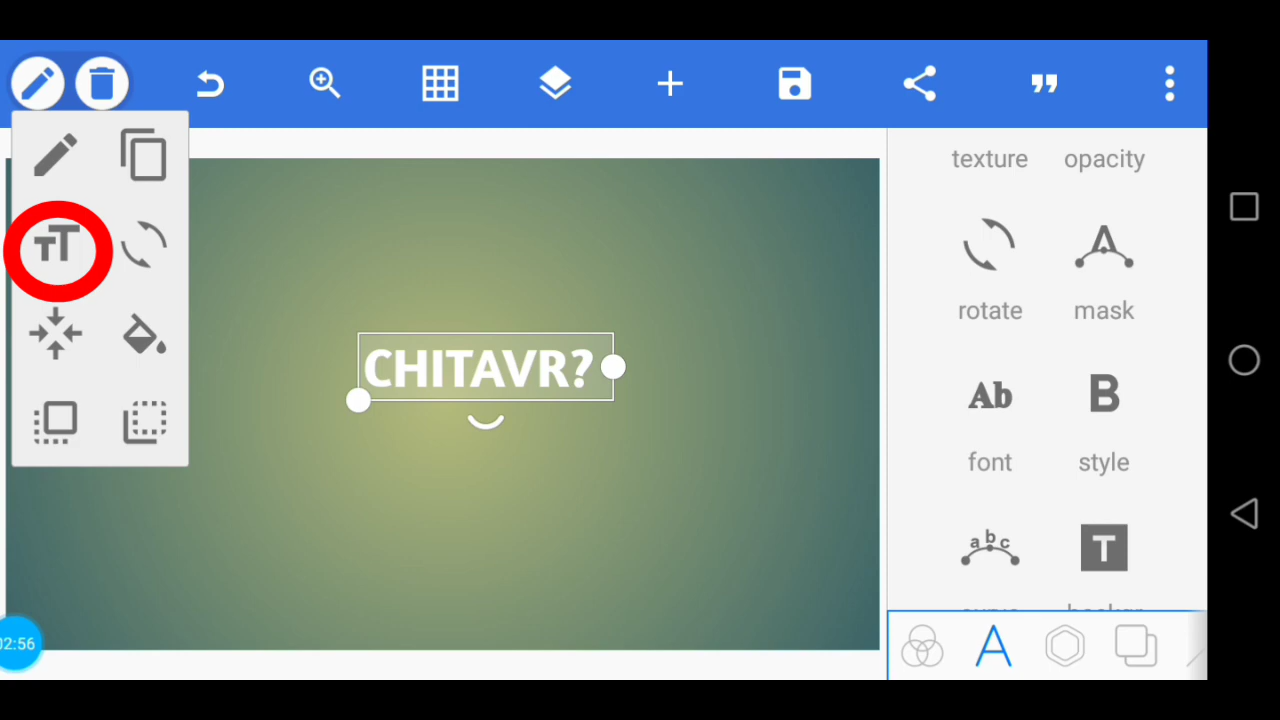 texture opacity
CHITAVR?
rotate mask
Ab B
font style
abc T
02:56
A